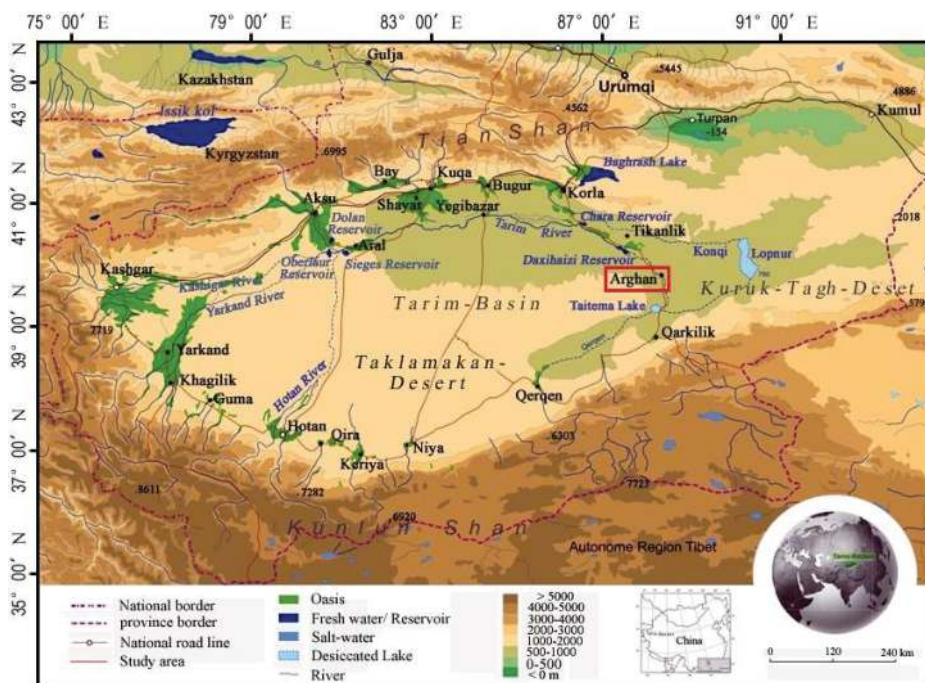 75° 00′ E 79° 00′ E 83° 00′ E 87° 00′ E 91° 00′ E
43° 00′ N
41° 00′ N
39° 00′ N
37° 00′ N
35° 00′ N
Gulja
.5445
Kazakhstan
Urumqi
4886
Issik kol
.4562
Turpan
-154
Kumul
Tian Shan
Kyrgyzstan
.6995
Baghrash Lake
Bay
Kuqa
Bugur
Korla
Aksu
Shayar
Yegibazar
2018
Dolan
Reservoir
Chara Reservoir
Tarim River
Tikanlik
Aral
Konqi
Lopnur
780
Oberlaur
Reservoir
Sieges Reservoir
Daxihaizi Reservoir
Kashgar
Kashgar River
Arghan
Yarkand River
Tarim-Basin
Taitema Lake
Kuruk-Tagh-Deset
579
7719
Qarkilik
Yarkand
Taklamakan-
Desert
Qerqen
Khagilik
Qerqen
Guma
Hotan River
Hotan
Qira
Niya
.6303
Keriya
.8611
.7282
7723
.6920
Kunlun Shan
Autonome Region Tibet
National border
province border
National road line
Study area
Oasis
Fresh water/ Reservoir
Salt-water
Desiccated Lake
River
> 5000
4000-5000
3000-4000
2000-3000
1000-2000
500-1000
0-500
< 0 m
China
0 120 240 km